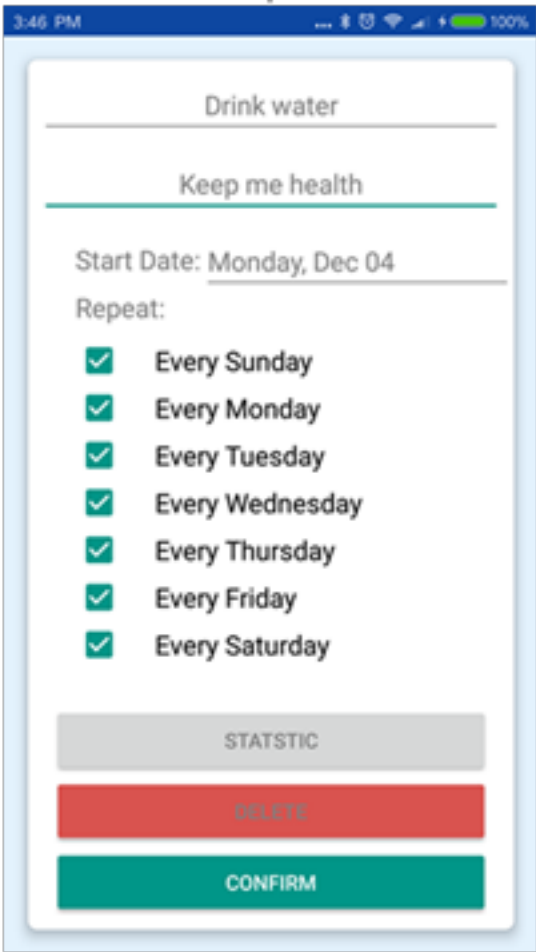 3:46 PM ... 100%
Drink water
Keep me health
Start Date: Monday, Dec 04
Repeat:
Every Sunday
Every Monday
Every Tuesday
Every Wednesday
Every Thursday
Every Friday
Every Saturday
STATSTIC
DELETE
CONFIRM